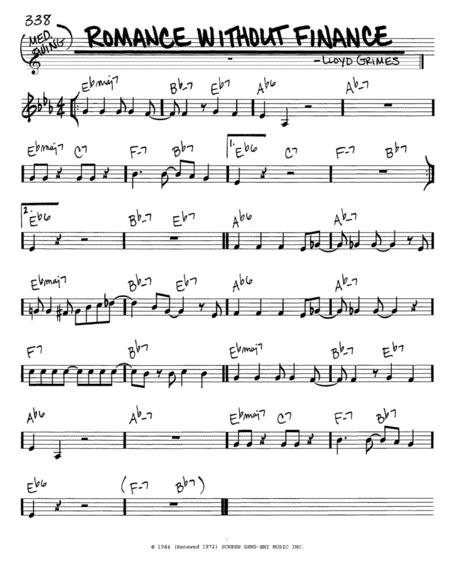 338
MED. SWING
ROMANCE WITHOUT FINANCE
-LLOYD GRIMES
Ebmaj7 Bb-7 Eb7 Ab6 Ab-7
Ebmaj7 C7 F-7 Bb7 1. Eb6 C7 F-7 Bb7
2. Eb6 Bb-7 Eb7 Ab6 Ab-7
Ebmaj7 Bb-7 Eb7 Ab6 Ab-7
F7 Bb7 Ebmaj7 Bb-7 Eb7
Ab6 Ab-7 Ebmaj7 C7 F-7 Bb7
Eb6 (F-7 Bb7)
© 1944 (Renewed 1972) SCREEN GEMS-EMI MUSIC INC.